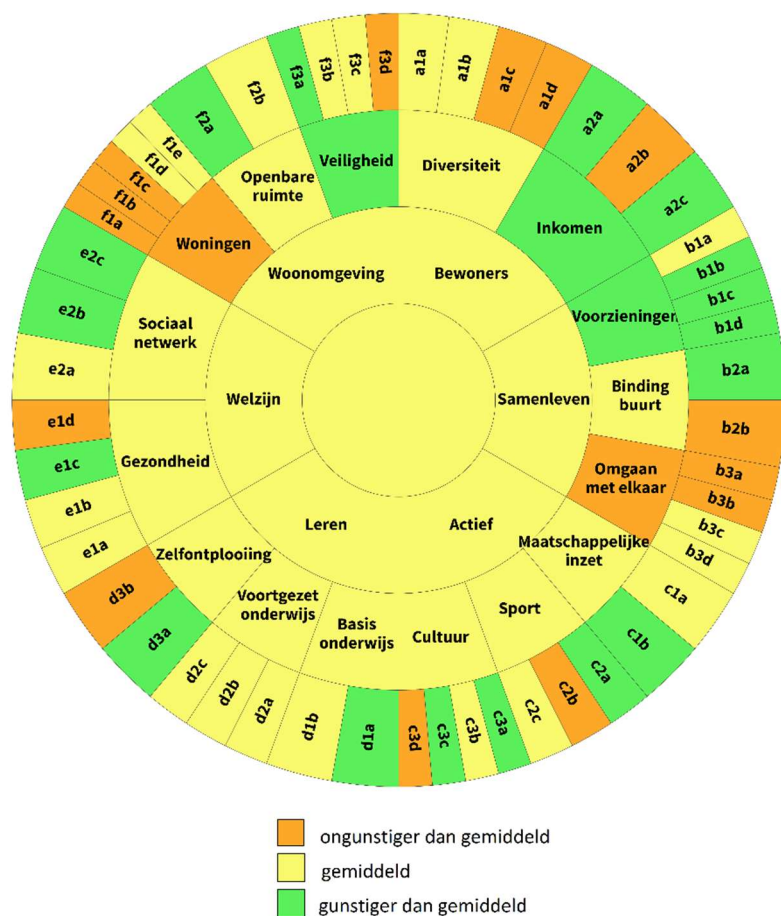 a1a
a1b
a1c
a1d
a2a
a2b
a2c
b1a
b1b
b1c
b1d
b2a
b2b
b3a
b3b
b3c
b3d
c1a
c1b
c2a
c2b
c2c
c3a
c3b
c3c
c3d
d1a
d1b
d2a
d2b
d2c
d3a
d3b
e1a
e1b
e1c
e1d
e2a
e2b
e2c
f1a
f1b
f1c
f1d
f1e
f2a
f2b
f3a
f3b
f3c
f3d
Diversiteit
Inkomen
Voorzieningen
Binding
buurt
Omgaan
met elkaar
Maatschappelijke
inzet
Sport
Cultuur
Basis
onderwijs
Voortgezet
onderwijs
Zelfontplooiing
Gezondheid
Sociaal
netwerk
Woningen
Openbare
ruimte
Veiligheid
Bewoners
Samenleven
Actief
Leren
Welzijn
Woonomgeving
ongunstiger dan gemiddeld
gemiddeld
gunstiger dan gemiddeld